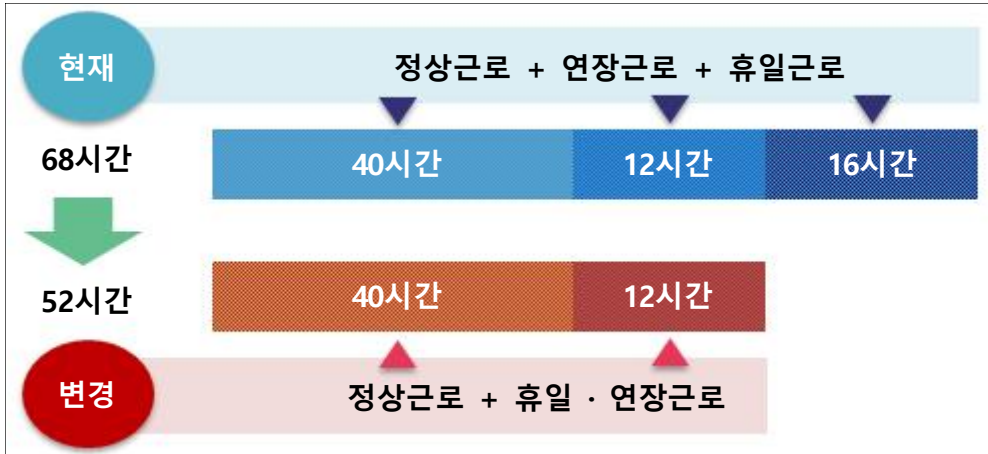 현재
정상근로 + 연장근로 + 휴일근로
68시간
40시간
12시간
16시간
52시간
40시간
12시간
변경
정상근로 + 휴일 · 연장근로